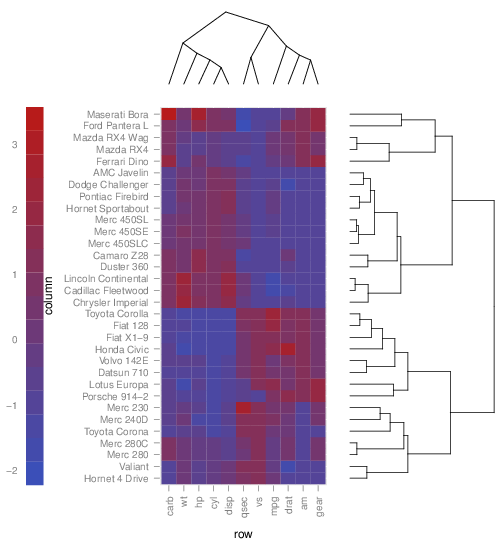 3
2
1
0
−1
−2
column
Maserati Bora
Ford Pantera L
Mazda RX4 Wag
Mazda RX4
Ferrari Dino
AMC Javelin
Dodge Challenger
Pontiac Firebird
Hornet Sportabout
Merc 450SL
Merc 450SE
Merc 450SLC
Camaro Z28
Duster 360
Lincoln Continental
Cadillac Fleetwood
Chrysler Imperial
Toyota Corolla
Fiat 128
Fiat X1−9
Honda Civic
Volvo 142E
Datsun 710
Lotus Europa
Porsche 914−2
Merc 230
Merc 240D
Toyota Corona
Merc 280C
Merc 280
Valiant
Hornet 4 Drive
carb
wt
hp
cyl
disp
qsec
vs
mpg
drat
am
gear
row